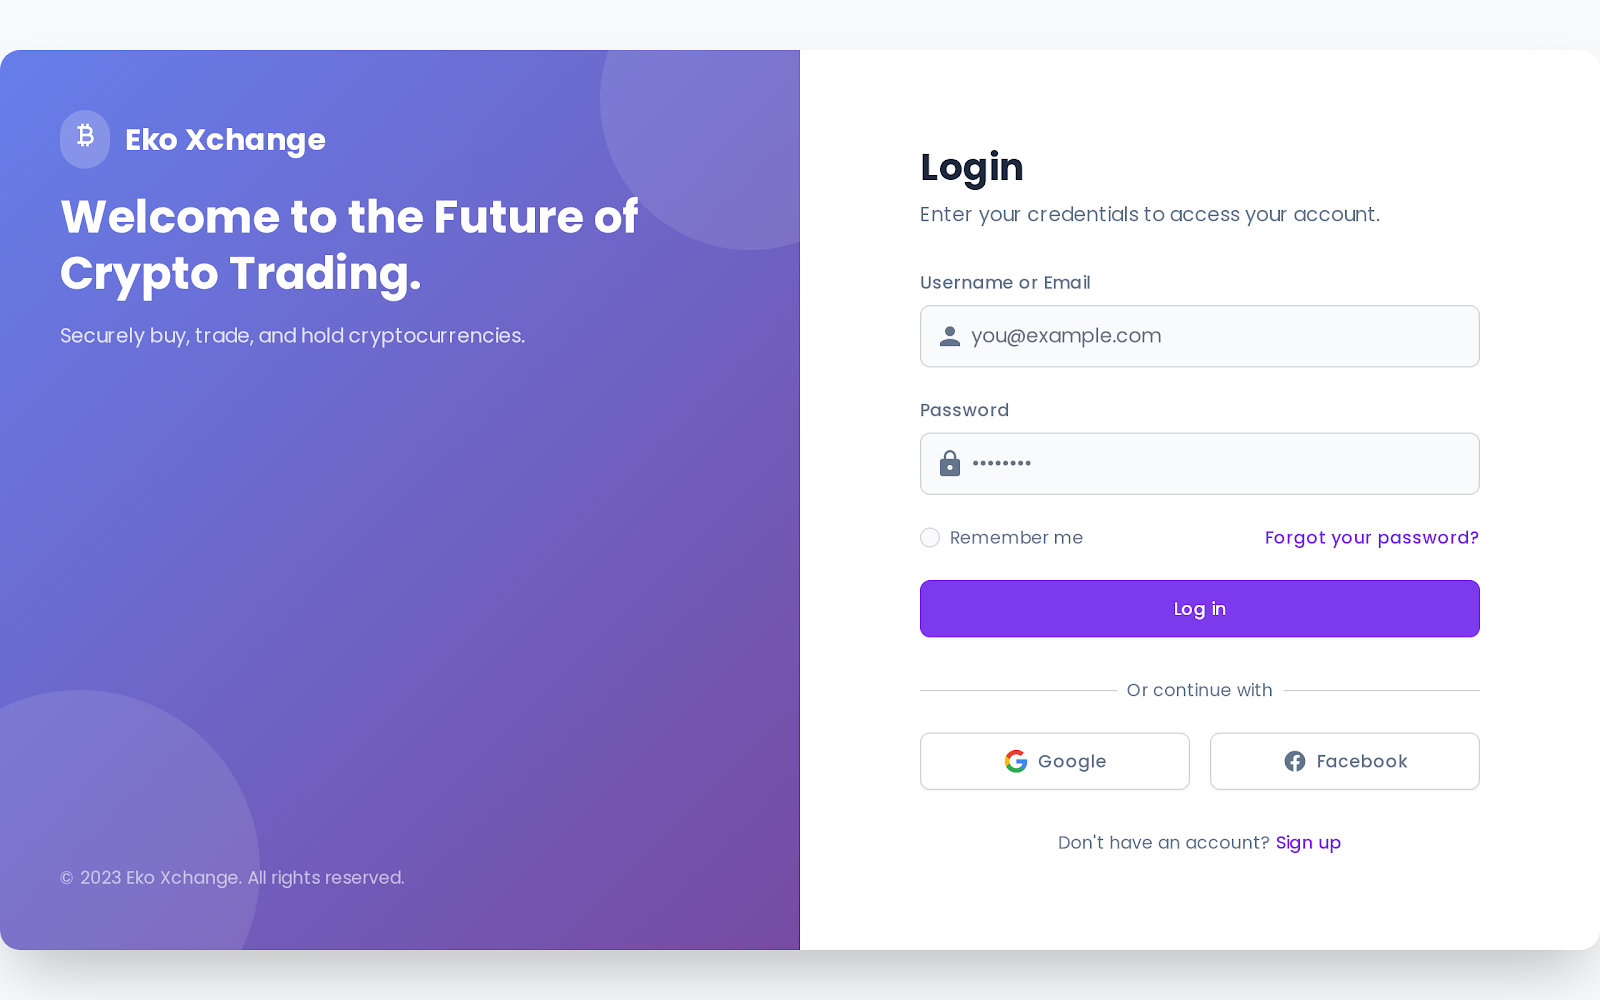 Eko Xchange
Welcome to the Future of
Crypto Trading.
Securely buy, trade, and hold cryptocurrencies.
© 2023 Eko Xchange. All rights reserved.
Login
Enter your credentials to access your account.
Username or Email
you@example.com
Password
••••••••
Remember me
Forgot your password?
Log in
Or continue with
Google
Facebook
Don't have an account? Sign up